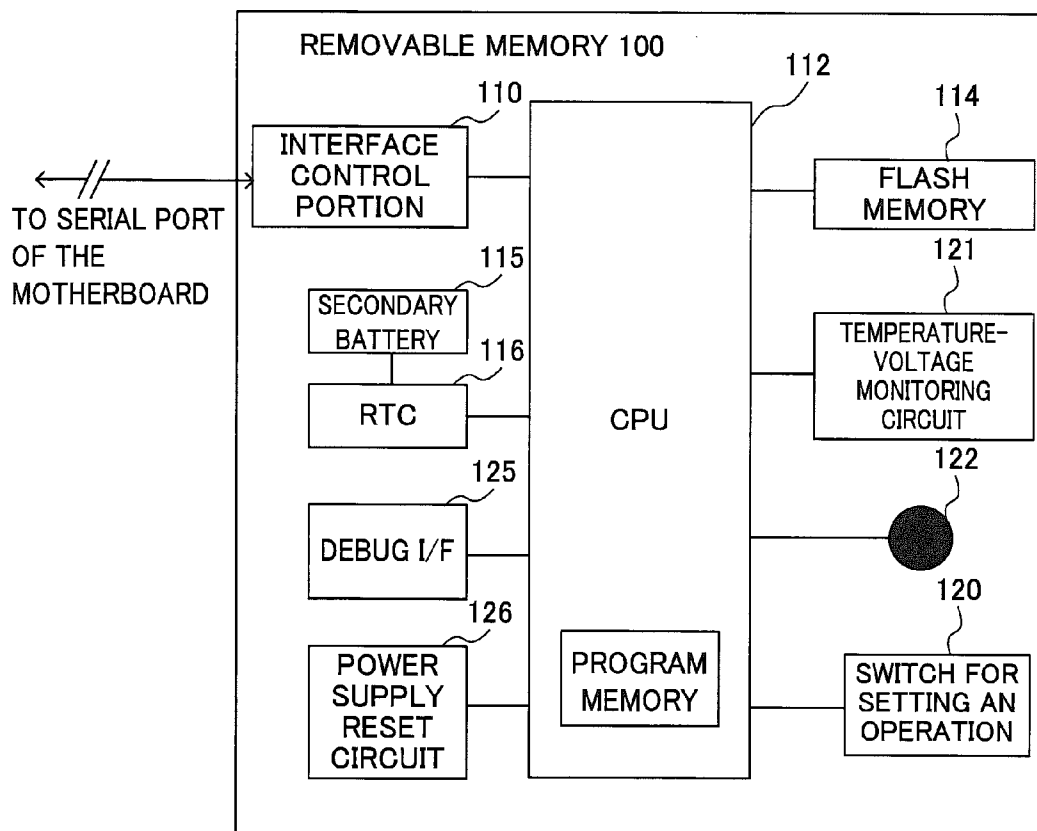 REMOVABLE MEMORY 100
110
INTERFACE
CONTROL
PORTION
TO SERIAL PORT
OF THE
MOTHERBOARD
115
SECONDARY
BATTERY
116
RTC
125
DEBUG I/F
126
POWER
SUPPLY
RESET
CIRCUIT
112
CPU
PROGRAM
MEMORY
114
FLASH
MEMORY
121
TEMPERATURE-
VOLTAGE
MONITORING
CIRCUIT
122
120
SWITCH FOR
SETTING AN
OPERATION